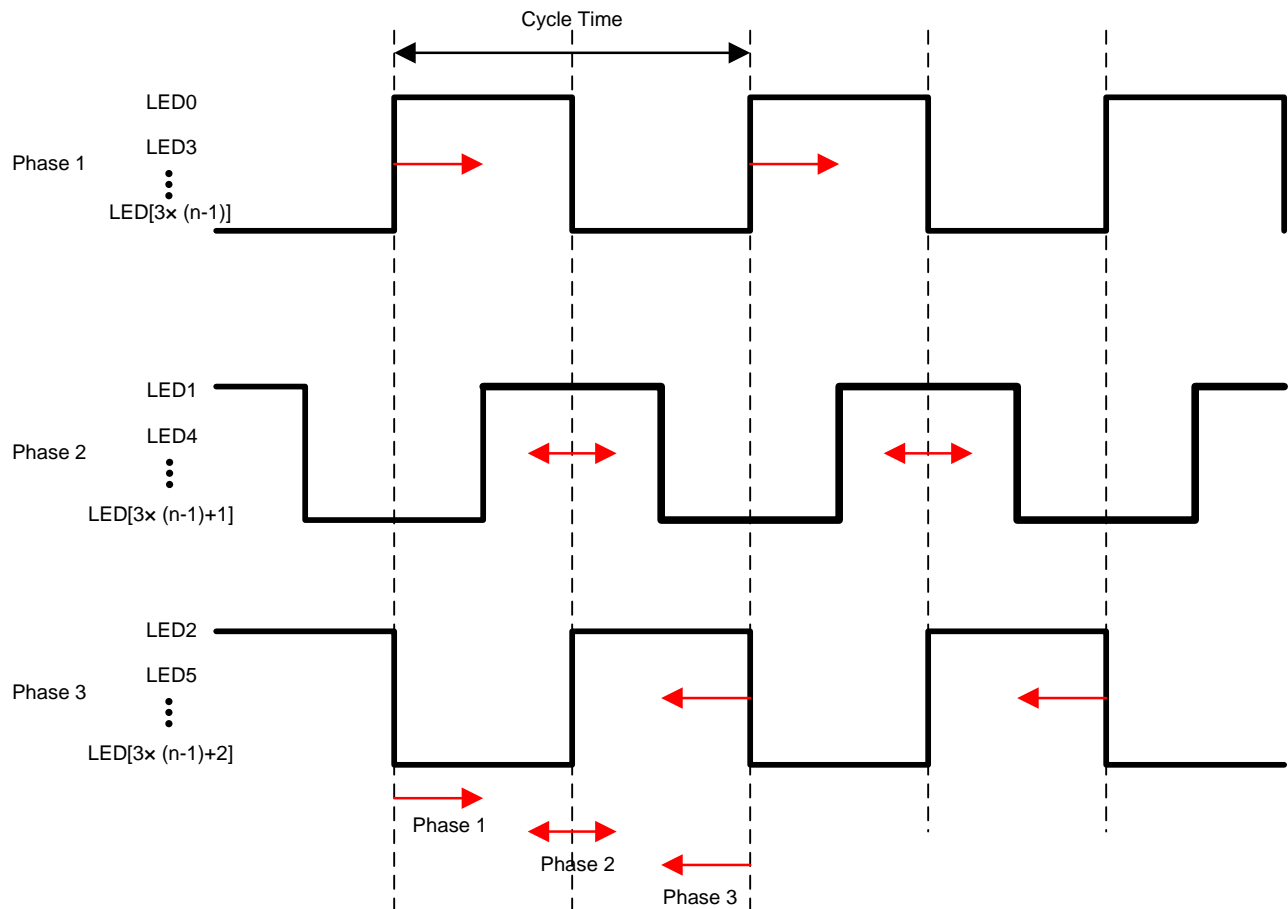 Cycle Time
LED0
LED3
Phase 1
LED[3× (n-1)]
LED1
LED4
Phase 2
LED[3× (n-1)+1]
LED2
LED5
Phase 3
LED[3× (n-1)+2]
Phase 1
Phase 2
Phase 3